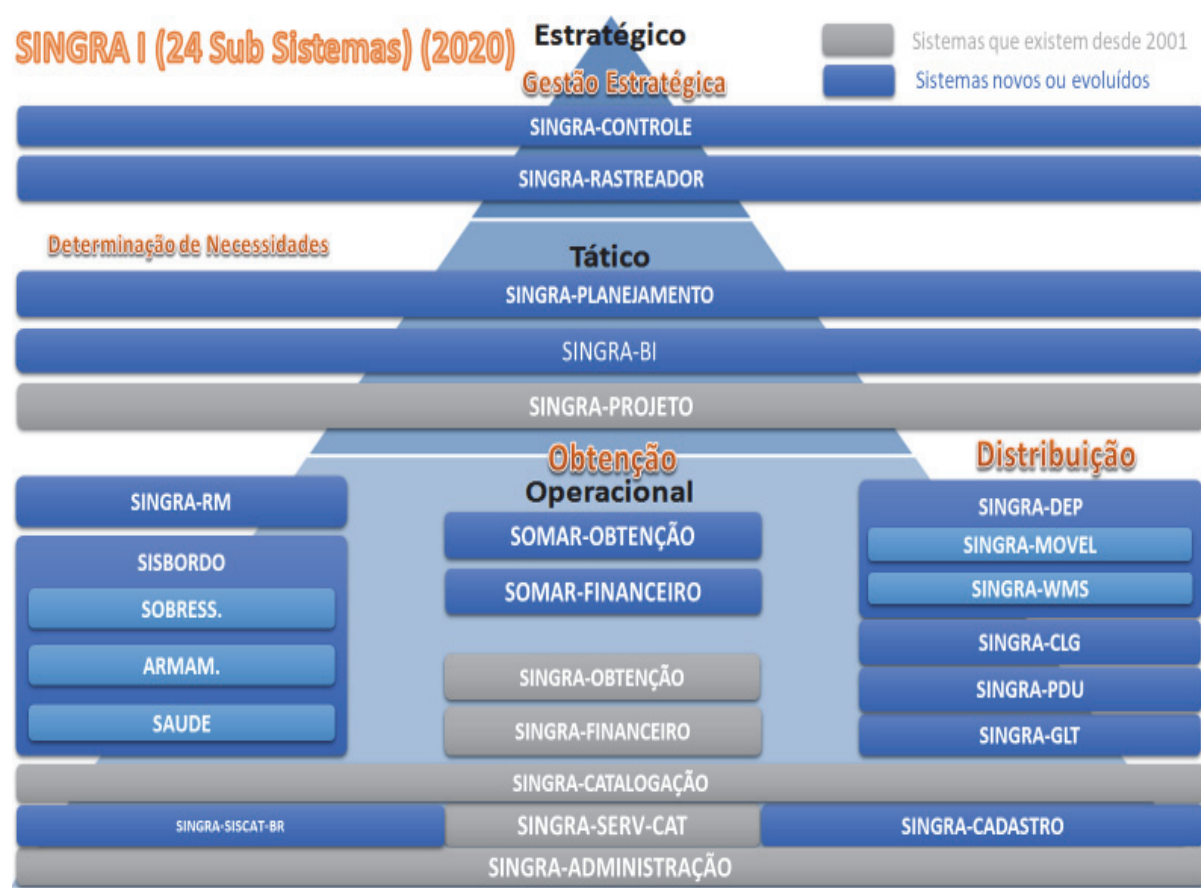 SINGRA I (24 Sub Sistemas) (2020)
Estratégico
Gestão Estratégica
Sistemas que existem desde 2001
Sistemas novos ou evoluídos
SINGRA-CONTROLE
SINGRA-RASTREADOR
Determinação de Necessidades
Tático
SINGRA-PLANEJAMENTO
SINGRA-BI
SINGRA-PROJETO
Obtenção
Distribuição
Operacional
SINGRA-RM
SISBORDO
SOBRESS.
ARMAM.
SAUDE
SOMAR-OBTENÇÃO
SOMAR-FINANCEIRO
SINGRA-OBTENÇÃO
SINGRA-FINANCEIRO
SINGRA-DEP
SINGRA-MOVEL
SINGRA-WMS
SINGRA-CLG
SINGRA-PDU
SINGRA-GLT
SINGRA-CATALOGAÇÃO
SINGRA-SISCAT-BR
SINGRA-SERV-CAT
SINGRA-CADASTRO
SINGRA-ADMINISTRAÇÃO